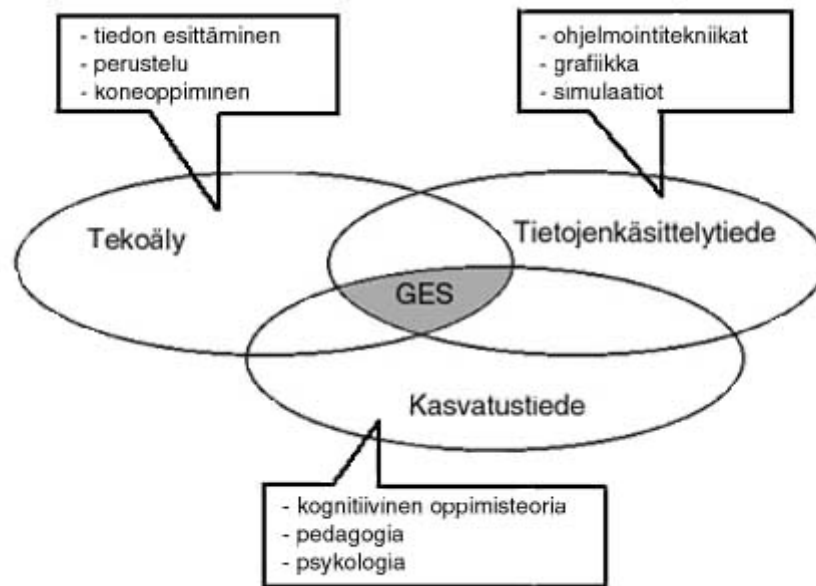 - tiedon esittäminen
- perustelu
- koneoppiminen
- ohjelmointitekniikat
- grafiikka
- simulaatiot
Tekoäly
Tietojenkäsittelytiede
GES
Kasvatustiede
- kognitiivinen oppimisteoria
- pedagogia
- psykologia